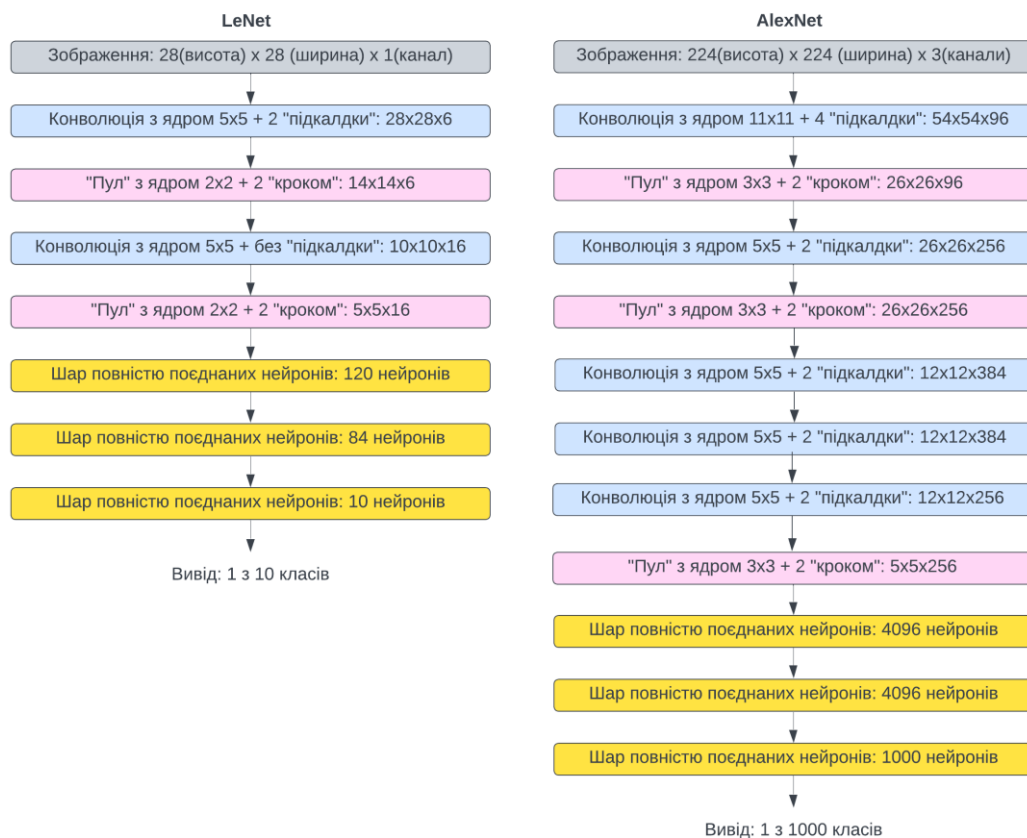 LeNet
Зображення: 28(висота) x 28 (ширина) x 1(канал)
Конволюція з ядром 5x5 + 2 "підкалдки": 28x28x6
"Пул" з ядром 2x2 + 2 "кроком": 14x14x6
Конволюція з ядром 5x5 + без "підкалдки": 10x10x16
"Пул" з ядром 2x2 + 2 "кроком": 5x5x16
Шар повністю поєднаних нейронів: 120 нейронів
Шар повністю поєднаних нейронів: 84 нейронів
Шар повністю поєднаних нейронів: 10 нейронів
Вивід: 1 з 10 класів
AlexNet
Зображення: 224(висота) x 224 (ширина) x 3(канали)
Конволюція з ядром 11x11 + 4 "підкалдки": 54x54x96
"Пул" з ядром 3x3 + 2 "кроком": 26x26x96
Конволюція з ядром 5x5 + 2 "підкалдки": 26x26x256
"Пул" з ядром 3x3 + 2 "кроком": 26x26x256
Конволюція з ядром 5x5 + 2 "підкалдки": 12x12x384
Конволюція з ядром 5x5 + 2 "підкалдки": 12x12x384
Конволюція з ядром 5x5 + 2 "підкалдки": 12x12x256
"Пул" з ядром 3x3 + 2 "кроком": 5x5x256
Шар повністю поєднаних нейронів: 4096 нейронів
Шар повністю поєднаних нейронів: 4096 нейронів
Шар повністю поєднаних нейронів: 1000 нейронів
Вивід: 1 з 1000 класів